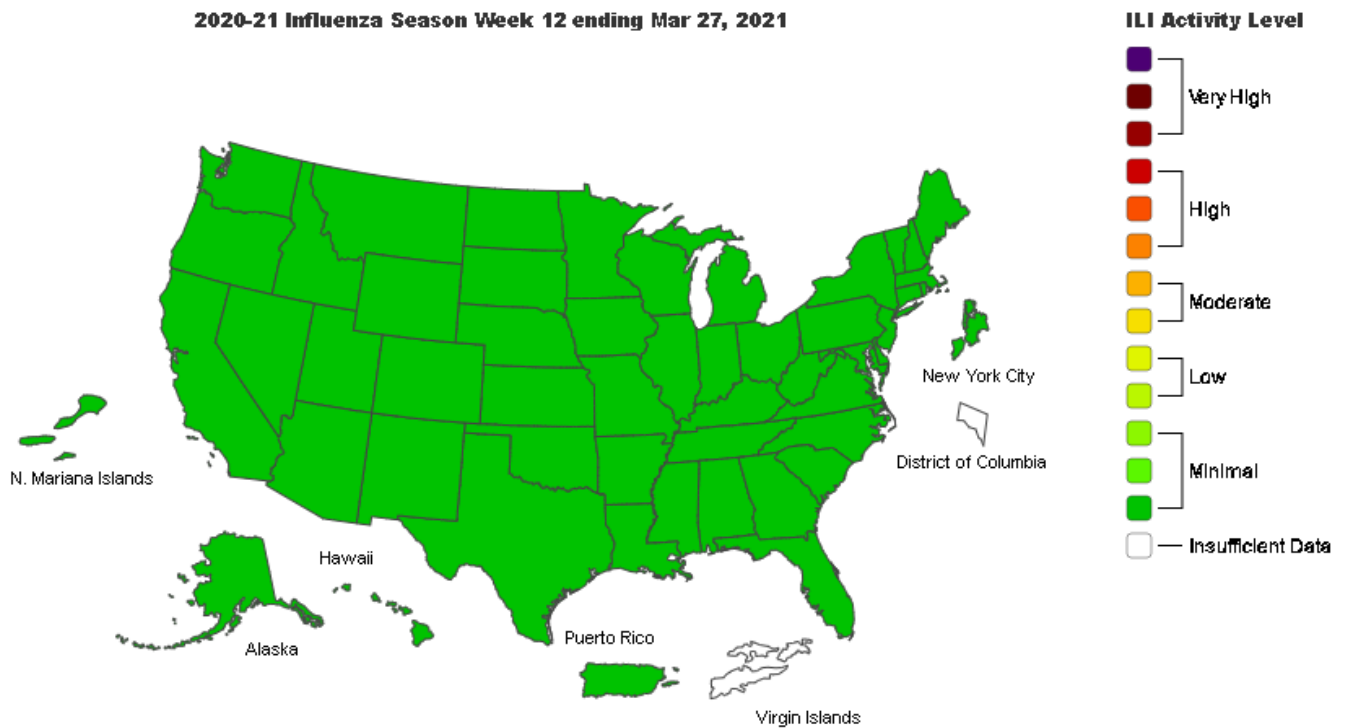 2020-21 Influenza Season Week 12 ending Mar 27, 2021
ILI Activity Level
Very High
High
Moderate
Low
Minimal
Insufficient Data
New York City
District of Columbia
N. Mariana Islands
Hawaii
Alaska
Puerto Rico
Virgin Islands